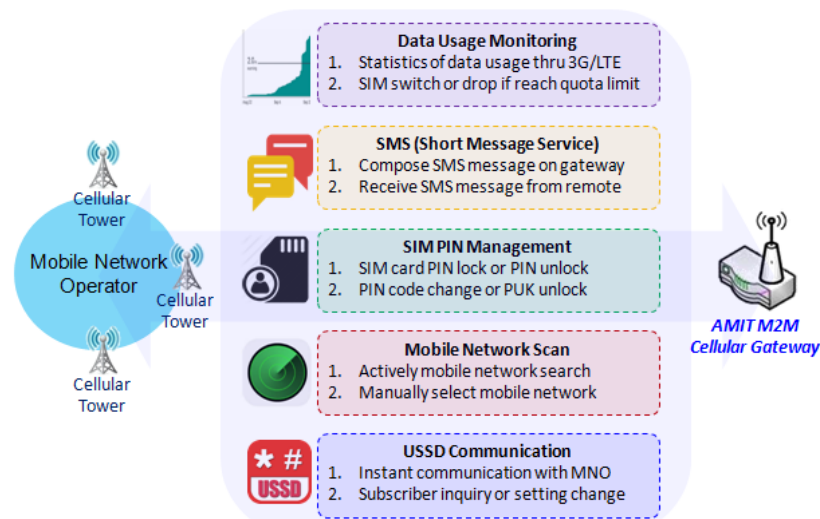 Data Usage Monitoring
1. Statistics of data usage thru 3G/LTE
2. SIM switch or drop if reach quota limit
SMS (Short Message Service)
1. Compose SMS message on gateway
2. Receive SMS message from remote
Cellular
Tower
Mobile Network
Operator
Cellular
Tower
Cellular
Tower
SIM PIN Management
1. SIM card PIN lock or PIN unlock
2. PIN code change or PUK unlock
AMIT M2M
Cellular Gateway
Mobile Network Scan
1. Actively mobile network search
2. Manually select mobile network
* #
USSD
USSD Communication
1. Instant communication with MNO
2. Subscriber inquiry or setting change